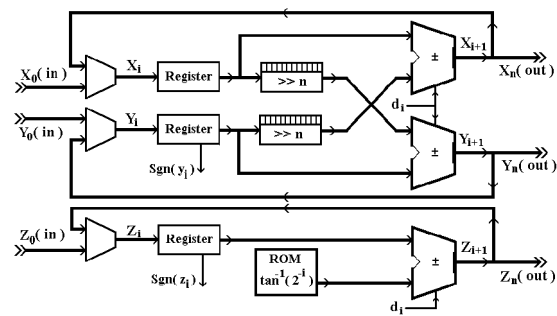 X₀( in )
Xᵢ
Register
>> n
±
Xᵢ₊₁
Xₙ( out )
dᵢ
Y₀( in )
Yᵢ
Register
>> n
±
Yᵢ₊₁
Yₙ( out )
Sgn( yᵢ)
Z₀( in )
Zᵢ
Register
ROM
tan⁻¹( 2⁻ⁱ)
±
Zᵢ₊₁
Zₙ( out )
Sgn( zᵢ)
dᵢ